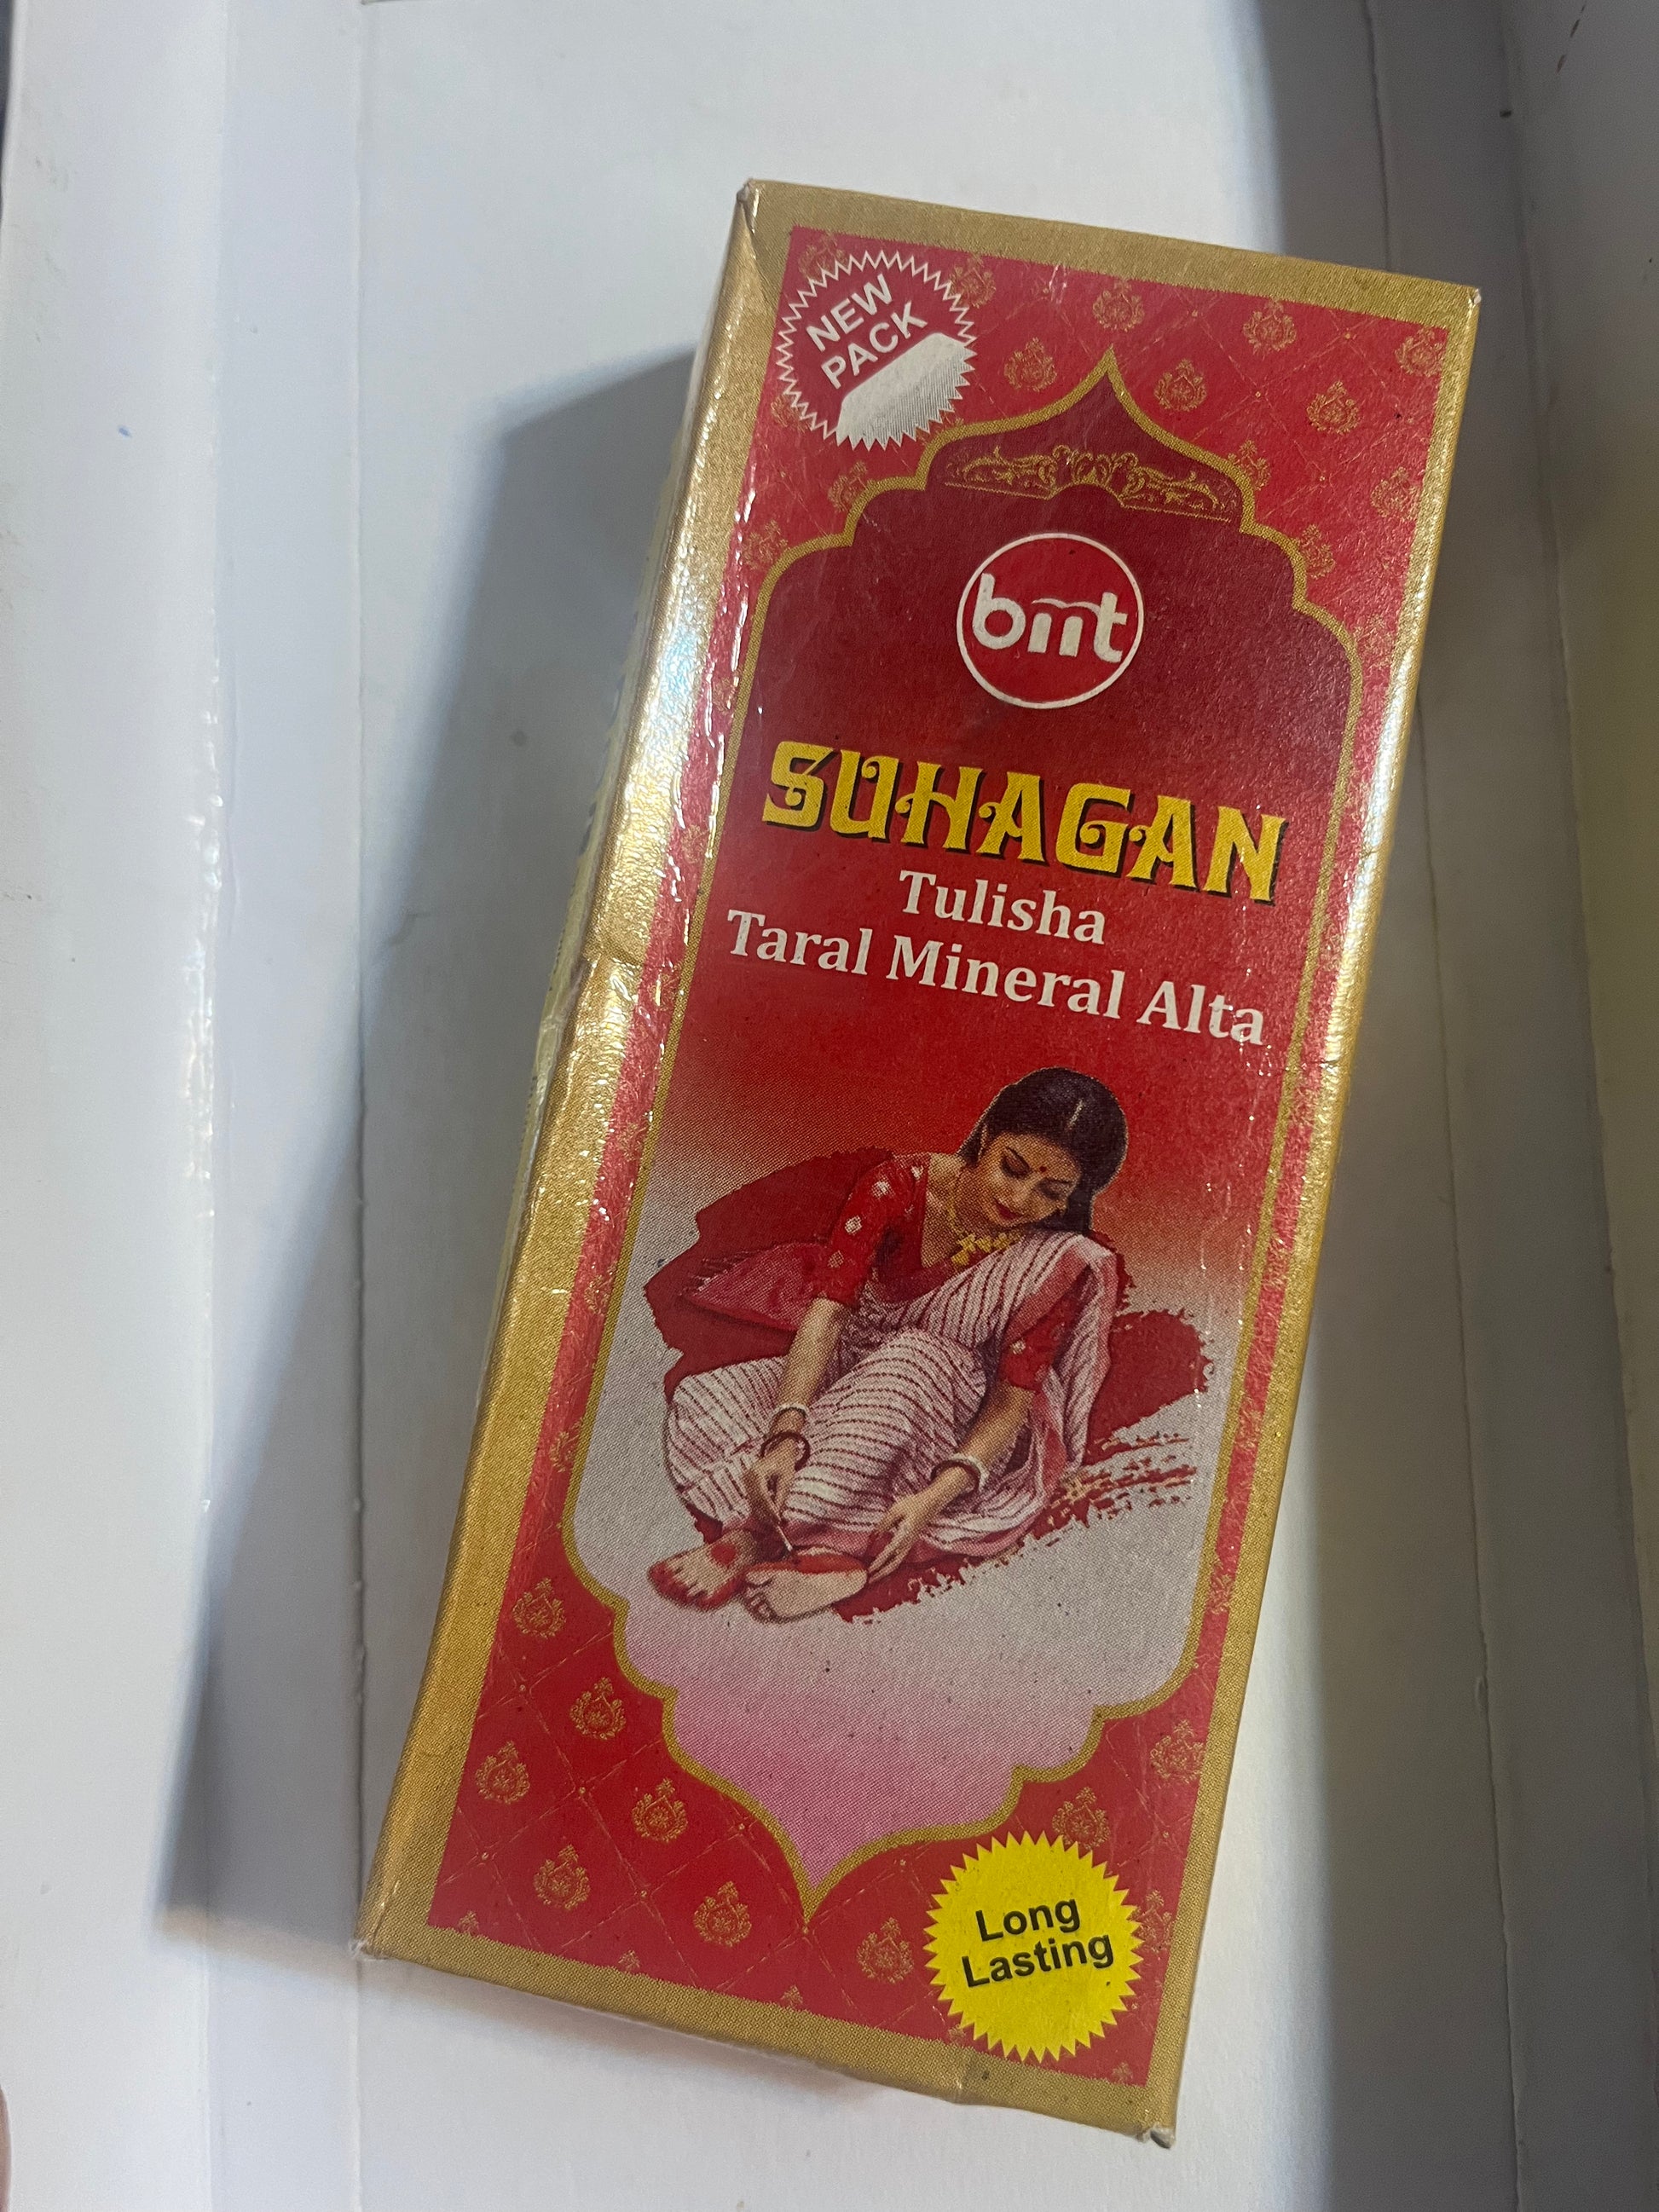 NEW
PACK
bmt
SUHAGAN
Tulisha
Taral Mineral Alta
Long
Lasting